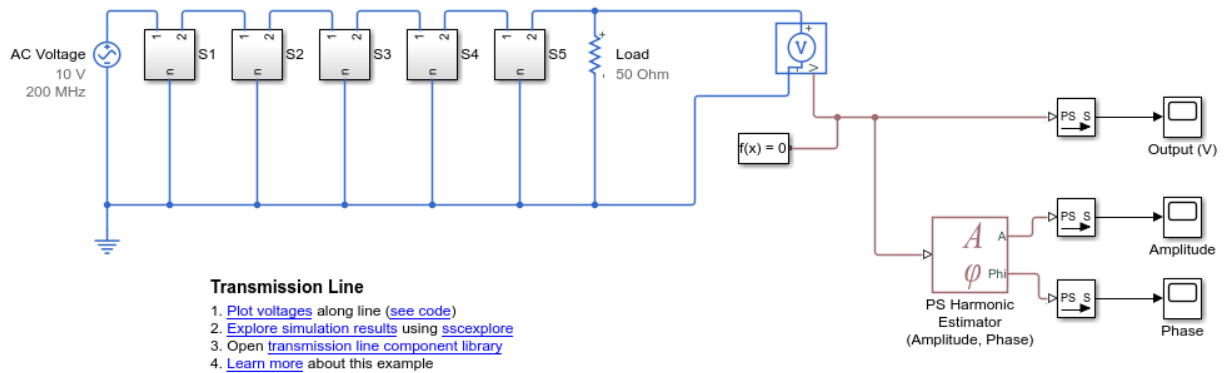 AC Voltage
10 V
200 MHz
1 2
n
S1
1 2
n
S2
1 2
n
S3
1 2
n
S4
1 2
n
S5
+
-
Load
50 Ohm
+
V
-
V
f(x) = 0
PS S
Output (V)
A
φ
A
Phi
PS Harmonic
Estimator
(Amplitude, Phase)
PS S
Amplitude
PS S
Phase
Transmission Line
1. Plot voltages along line (see code)
2. Explore simulation results using sscexplore
3. Open transmission line component library
4. Learn more about this example